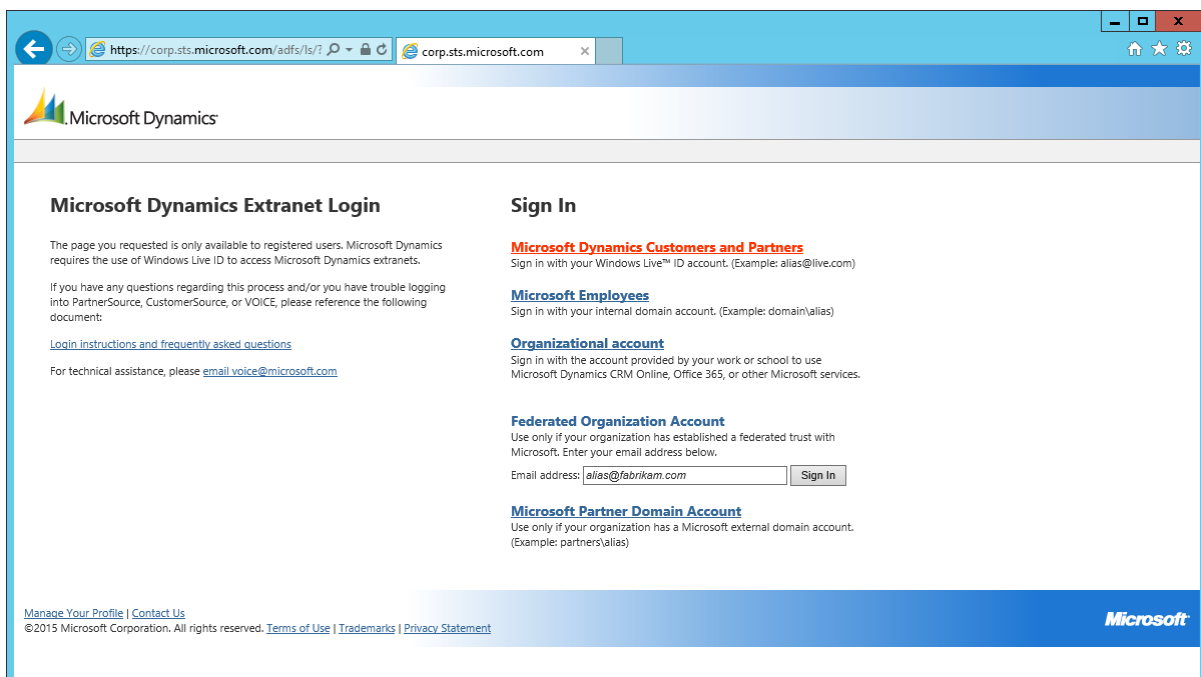 https://corp.sts.microsoft.com/adfs/ls/?
corp.sts.microsoft.com
Microsoft Dynamics
Microsoft Dynamics Extranet Login
The page you requested is only available to registered users. Microsoft Dynamics
requires the use of Windows Live ID to access Microsoft Dynamics extranets.
If you have any questions regarding this process and/or you have trouble logging
into PartnerSource, CustomerSource, or VOICE, please reference the following
document:
Login instructions and frequently asked questions
For technical assistance, please email voice@microsoft.com
Sign In
Microsoft Dynamics Customers and Partners
Sign in with your Windows Live™ ID account. (Example: alias@live.com)
Microsoft Employees
Sign in with your internal domain account. (Example: domain\alias)
Organizational account
Sign in with the account provided by your work or school to use
Microsoft Dynamics CRM Online, Office 365, or other Microsoft services.
Federated Organization Account
Use only if your organization has established a federated trust with
Microsoft. Enter your email address below.
Email address: alias@fabrikam.com Sign In
Microsoft Partner Domain Account
Use only if your organization has a Microsoft external domain account.
(Example: partners\alias)
Manage Your Profile | Contact Us
©2015 Microsoft Corporation. All rights reserved. Terms of Use | Trademarks | Privacy Statement
Microsoft